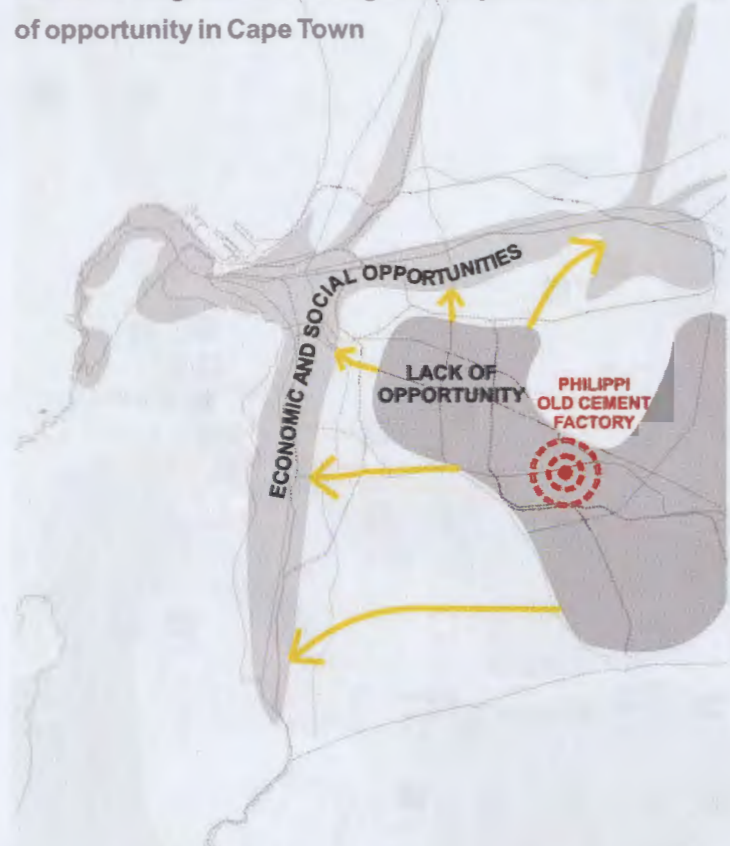 of opportunity in Cape Town
ECONOMIC AND SOCIAL OPPORTUNITIES
LACK OF
OPPORTUNITY
PHILIPPI
OLD CEMENT
FACTORY